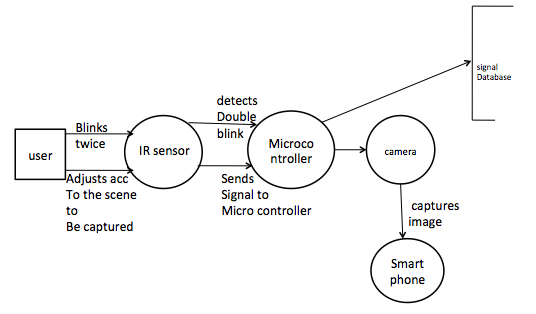 user
Blinks
twice
Adjusts acc
To the scene
to
Be captured
IR sensor
detects
Double
blink
Sends
Signal to
Micro controller
Microco
ntroller
signal
Database
camera
captures
image
Smart
phone